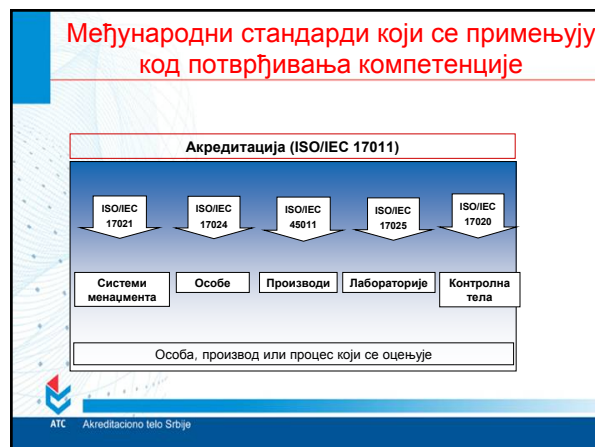 Међународни стандарди који се примењују
код потврђивања компетенције
Акредитација (ISO/IEC 17011)
ISO/IEC
17021
ISO/IEC
17024
ISO/IEC
45011
ISO/IEC
17025
ISO/IEC
17020
Системи
менаџмента
Особе
Производи
Лабораторије
Контролна
тела
Особа, производ или процес који се оцењује
ATC
Akreditaciono telo Srbije